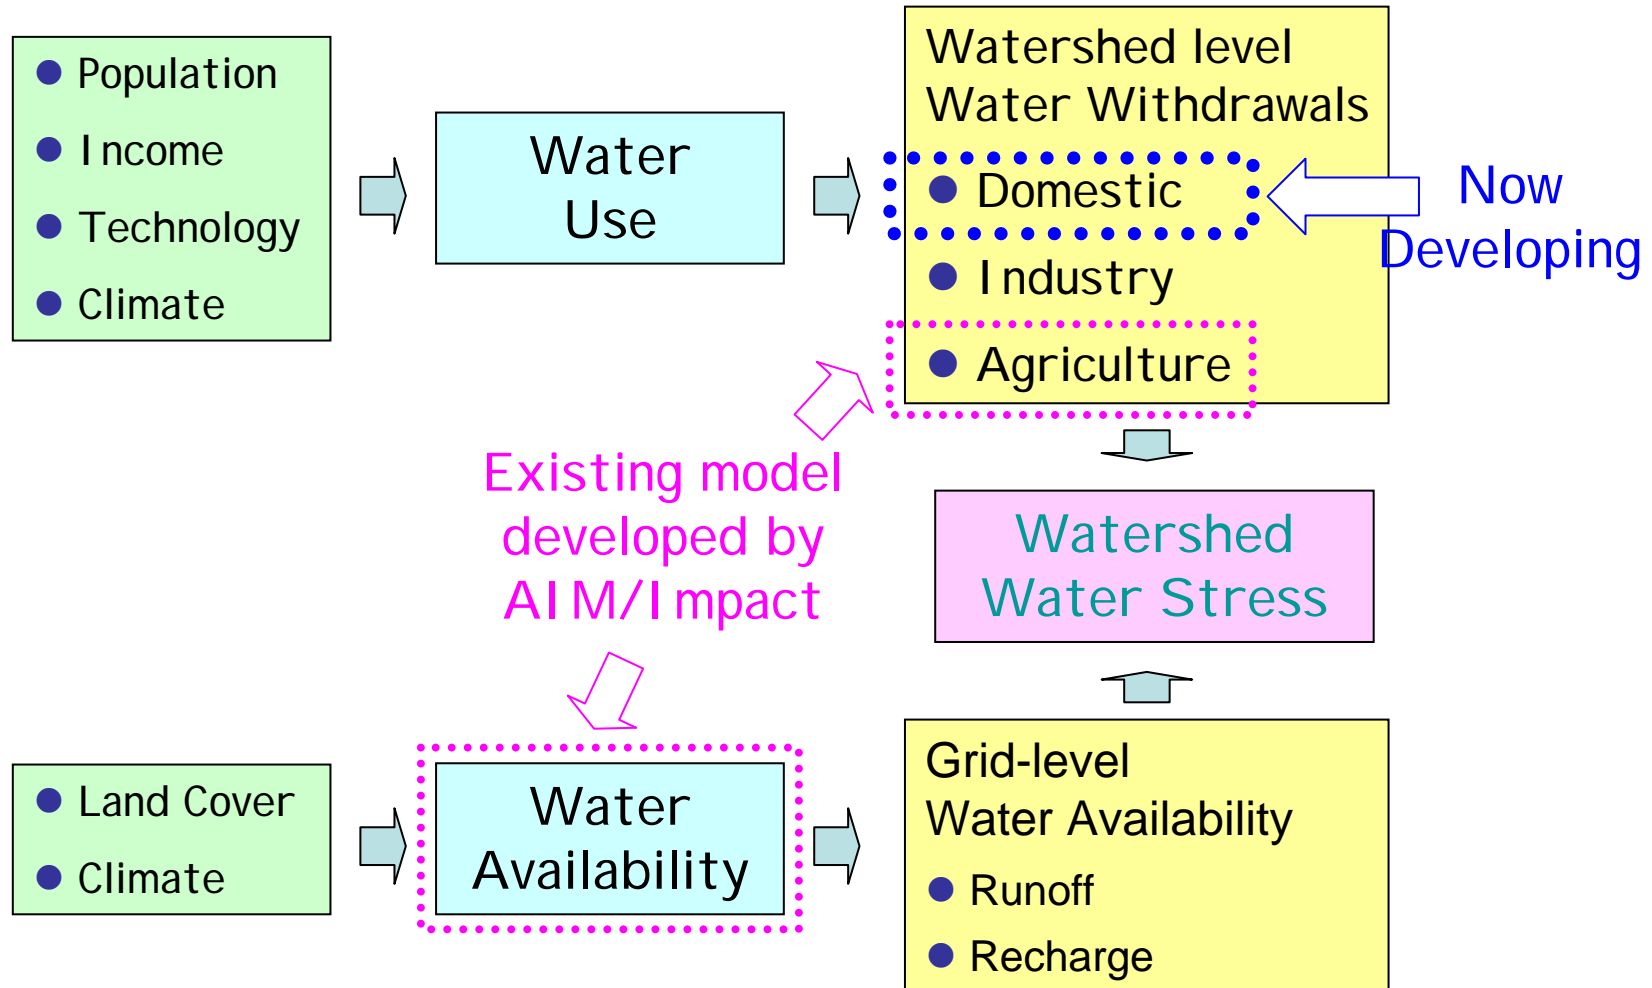 Population
Income
Technology
Climate
Water
Use
Watershed level
Water Withdrawals
Domestic
Industry
Agriculture
Now
Developing
Existing model
developed by
AIM/Impact
Watershed
Water Stress
Land Cover
Climate
Water
Availability
Grid-level
Water Availability
Runoff
Recharge